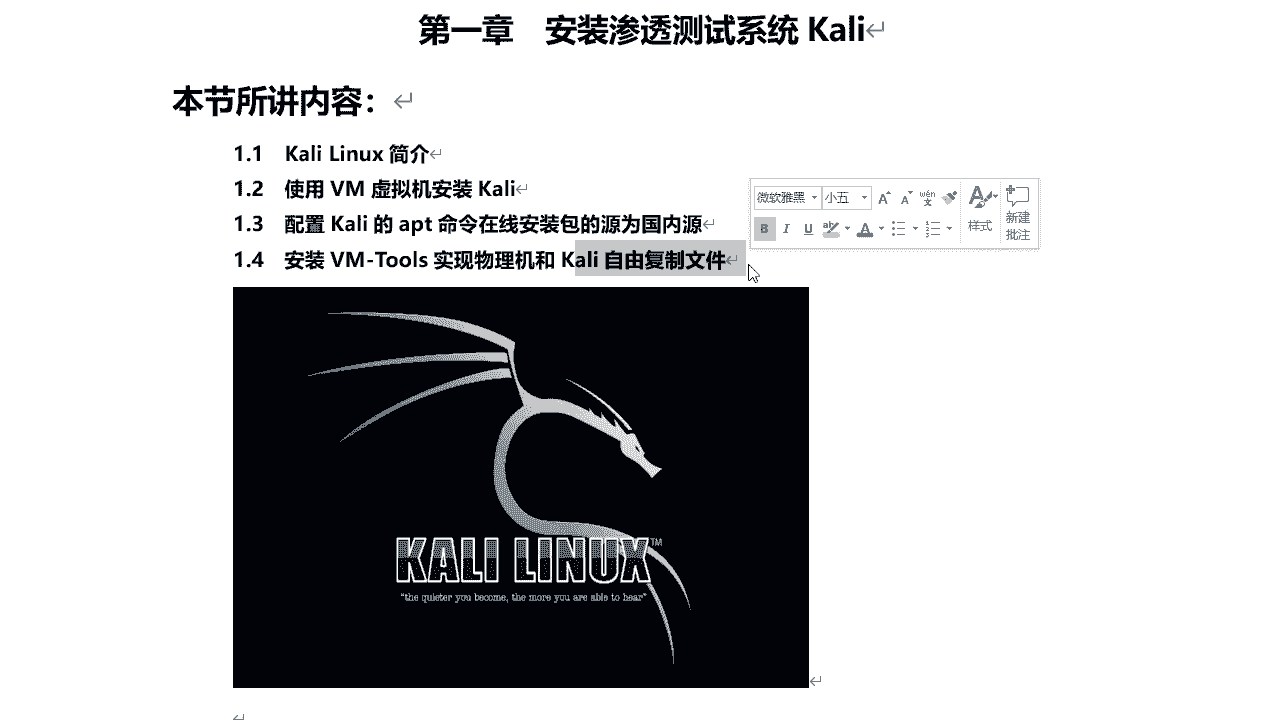 第一章 安装渗透测试系统 Kali
本节所讲内容：
1.1 Kali Linux 简介
1.2 使用 VM 虚拟机安装 Kali
1.3 配置 Kali 的 apt 命令在线安装包的源为国内源
1.4 安装 VM-Tools 实现物理机和 Kali 自由复制文件
微软雅黑 小五 A A wén 文
B I U aby A 样式 新建 批注
KALI LINUX TM
"the quieter you become, the more you are able to hear"